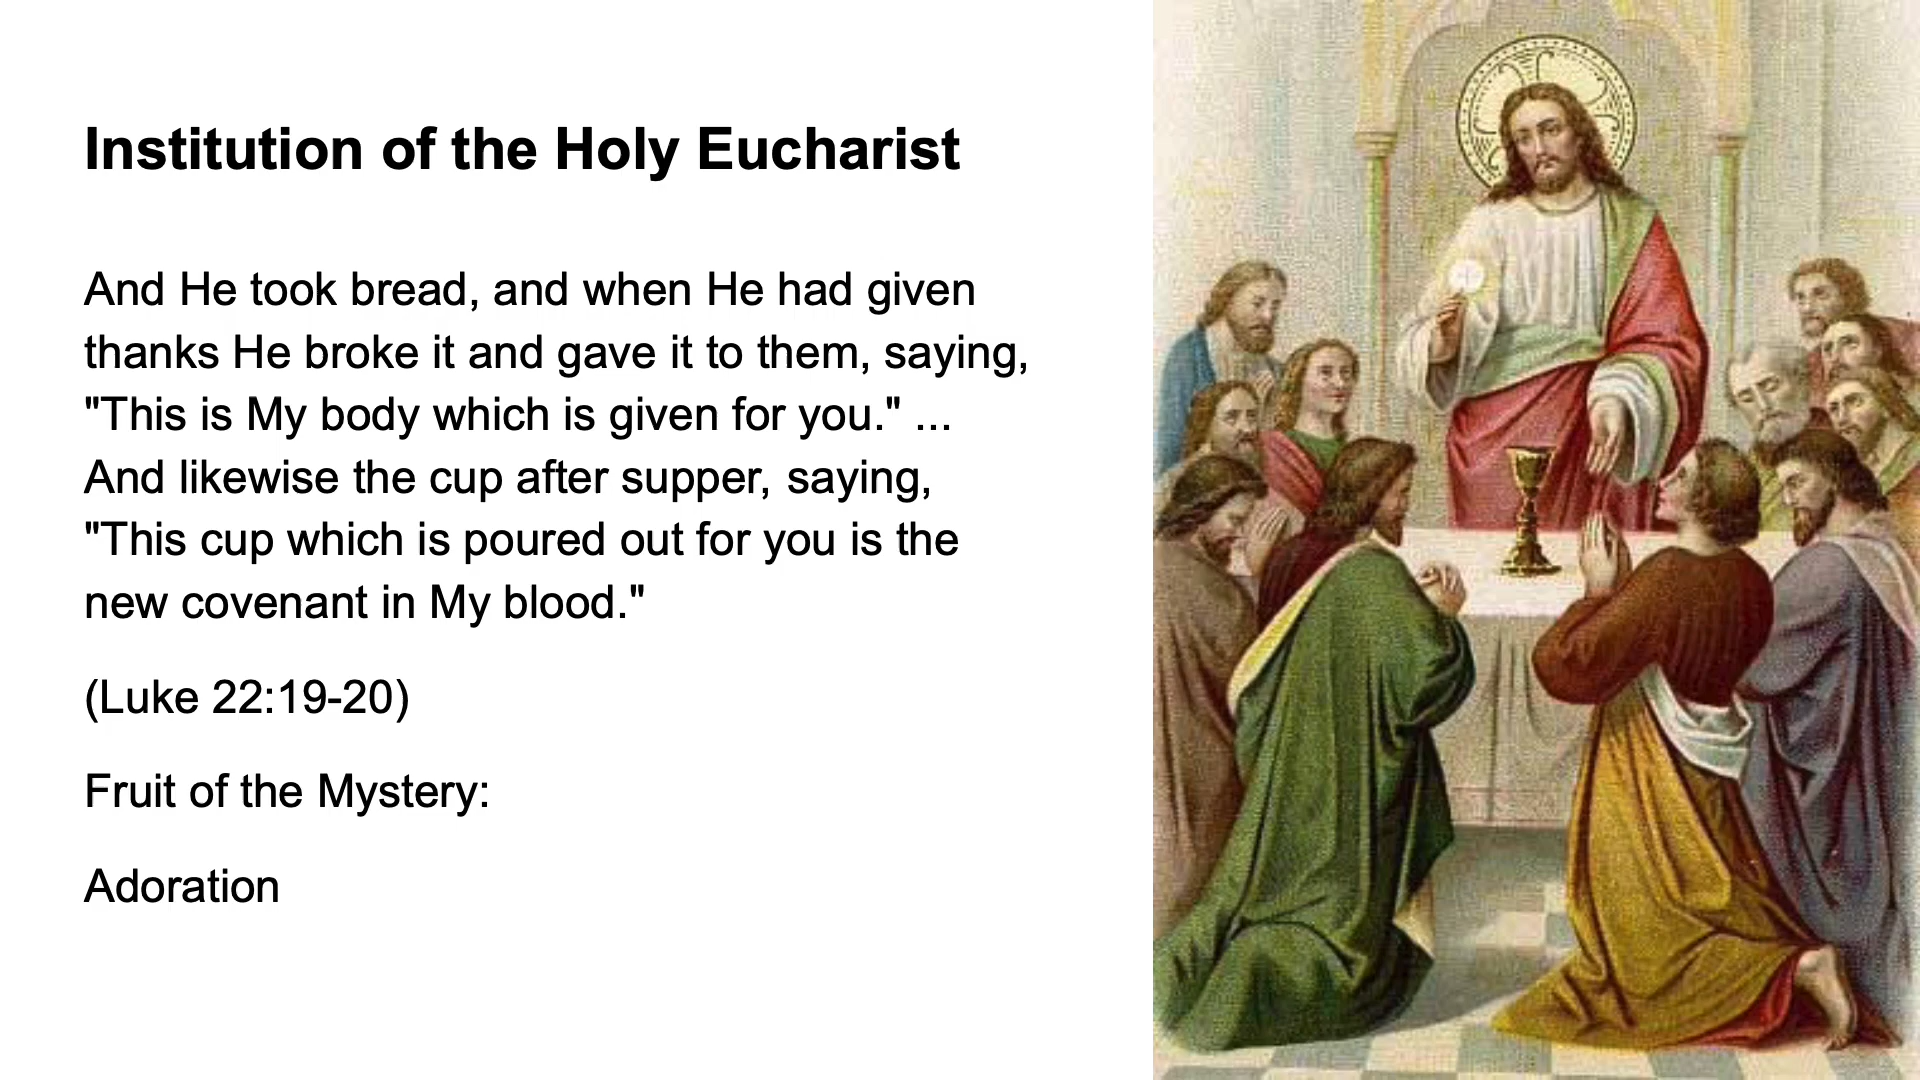 Institution of the Holy Eucharist
And He took bread, and when He had given
thanks He broke it and gave it to them, saying,
"This is My body which is given for you." ...
And likewise the cup after supper, saying,
"This cup which is poured out for you is the
new covenant in My blood."
(Luke 22:19-20)
Fruit of the Mystery:
Adoration